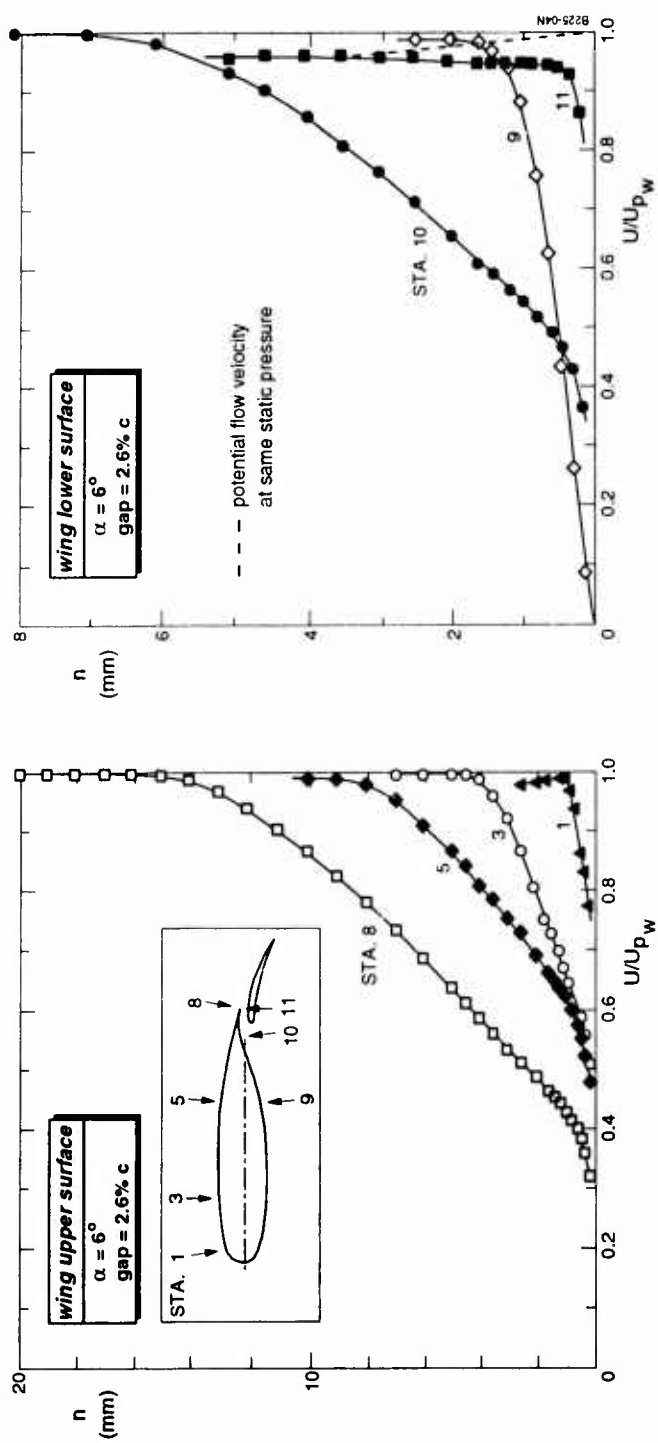 wing upper surface
α = 6°
gap = 2.6% c
n
(mm)
20
10
0
STA. 1
3
5
8
9
10
11
STA. 8
5
3
1
0
0.2
0.4
0.6
0.8
1.0
U/Upw
wing lower surface
α = 6°
gap = 2.6% c
n
(mm)
8
6
4
2
0
– – – potential flow velocity
at same static pressure
STA. 10
9
11
0.2
0.4
0.6
0.8
1.0
U/Upw
B225-04N